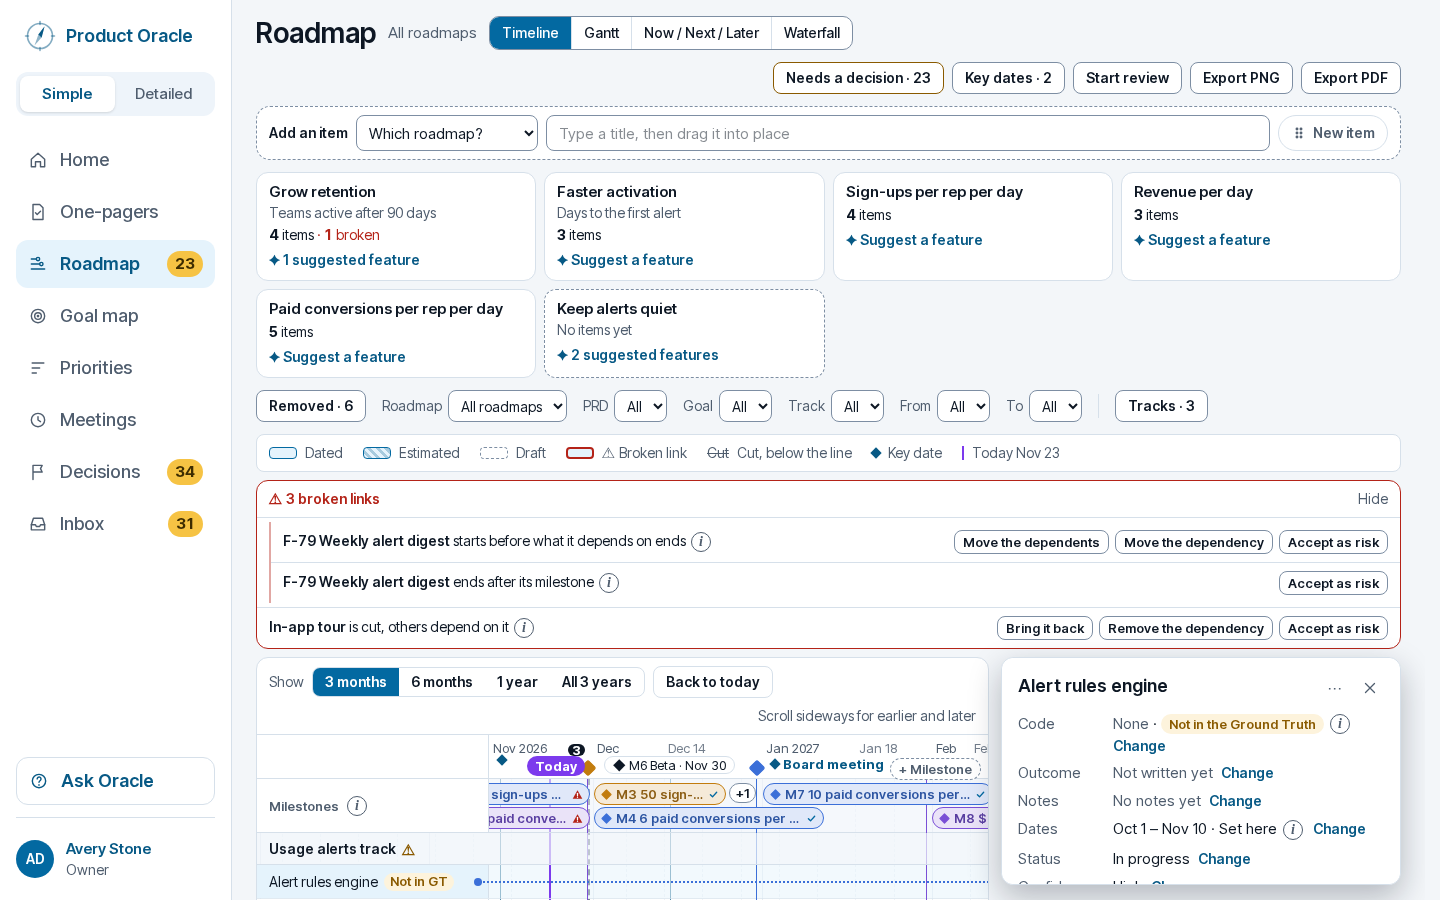 Product Oracle
Simple
Detailed
Home
One-pagers
Roadmap 23
Goal map
Priorities
Meetings
Decisions 34
Inbox 31
Ask Oracle
AD
Avery Stone
Owner
Roadmap
All roadmaps
Timeline
Gantt
Now / Next / Later
Waterfall
Needs a decision · 23
Key dates · 2
Start review
Export PNG
Export PDF
Add an item
Which roadmap?
Type a title, then drag it into place
New item
Grow retention
Teams active after 90 days
4 items · 1 broken
1 suggested feature
Faster activation
Days to the first alert
3 items
Suggest a feature
Sign-ups per rep per day
4 items
Suggest a feature
Revenue per day
3 items
Suggest a feature
Paid conversions per rep per day
5 items
Suggest a feature
Keep alerts quiet
No items yet
2 suggested features
Removed · 6
Roadmap All roadmaps
PRD All
Goal All
Track All
From All
To All
Tracks · 3
Dated
Estimated
Draft
⚠ Broken link
Cut Cut, below the line
Key date
Today Nov 23
⚠ 3 broken links
Hide
F-79 Weekly alert digest starts before what it depends on ends i
Move the dependents
Move the dependency
Accept as risk
F-79 Weekly alert digest ends after its milestone i
Accept as risk
In-app tour is cut, others depend on it i
Bring it back
Remove the dependency
Accept as risk
Show
3 months
6 months
1 year
All 3 years
Back to today
Scroll sideways for earlier and later
Nov 2026
3
Dec
Dec 14
Jan 2027
Jan 18
Feb
Today
M6 Beta · Nov 30
Board meeting
+ Milestone
Milestones i
sign-ups ...
M3 50 sign-...
+1
M7 10 paid conversions per...
paid conve...
M4 6 paid conversions per ...
M8 $
Usage alerts track ⚠
Alert rules engine Not in GT
Alert rules engine
...
Code
None · Not in the Ground Truth i
Change
Outcome
Not written yet Change
Notes
No notes yet Change
Dates
Oct 1 – Nov 10 · Set here i Change
Status
In progress Change